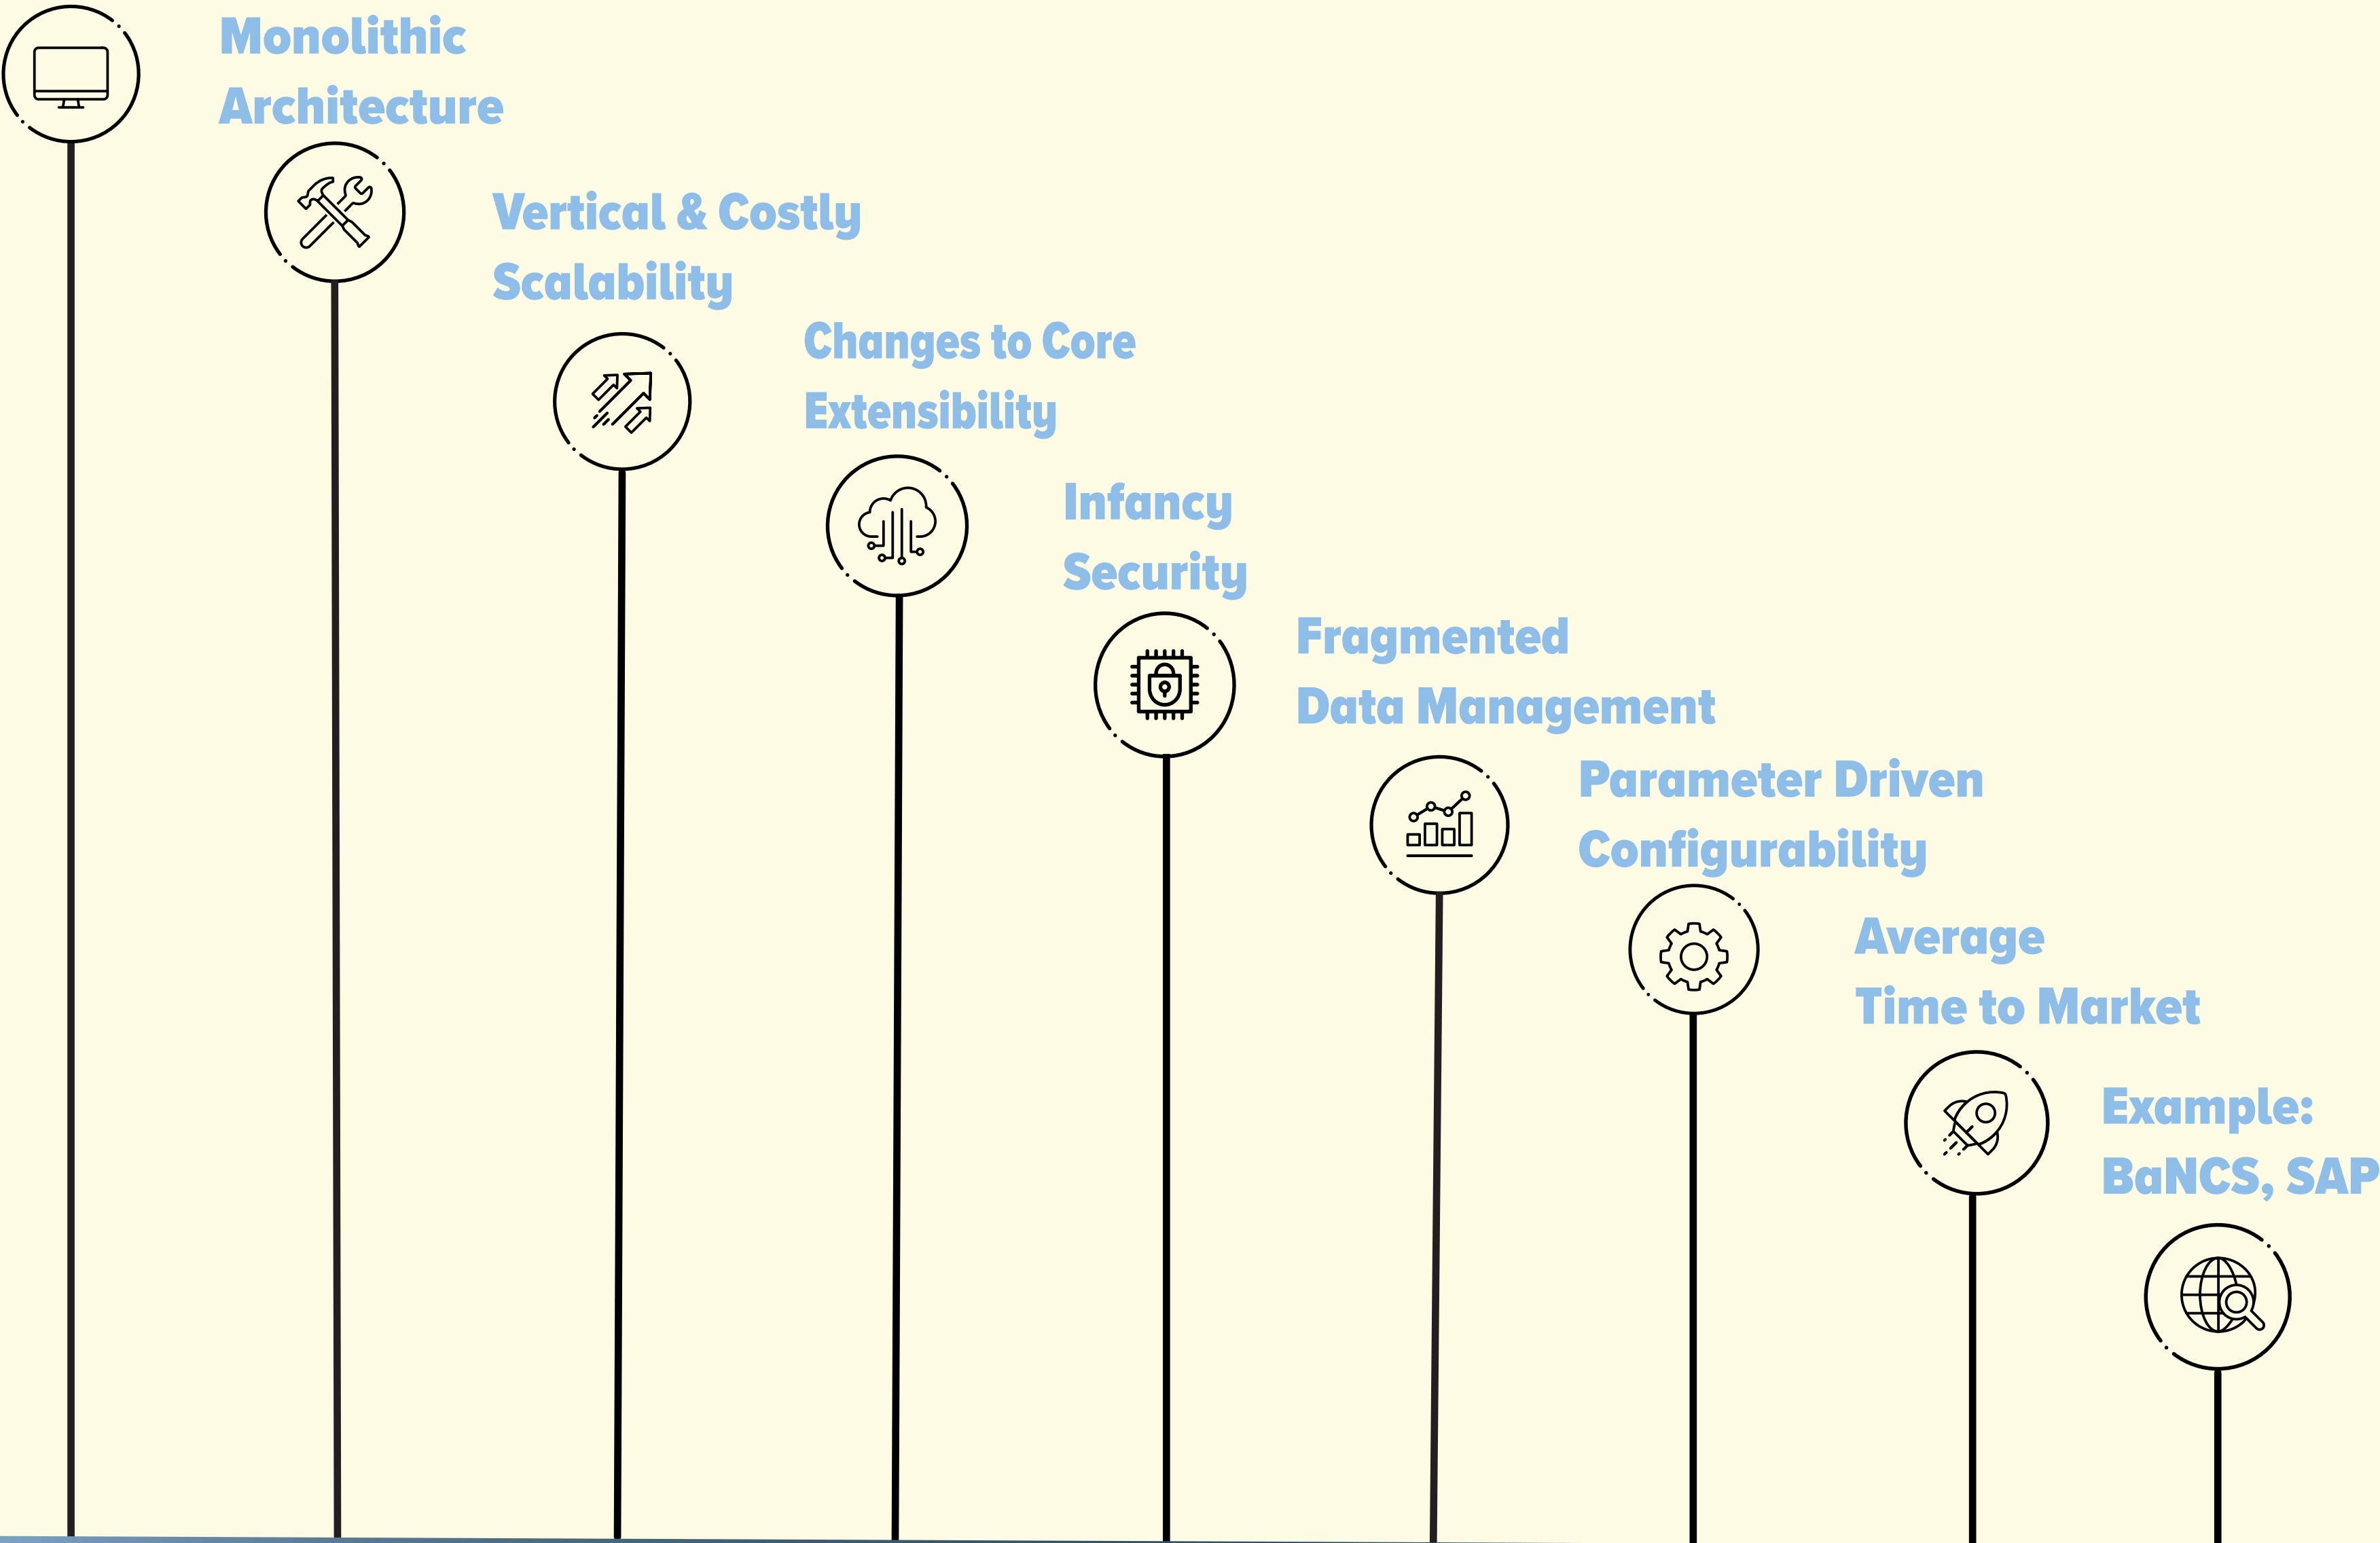 Monolithic
Architecture
Vertical & Costly
Scalability
Changes to Core
Extensibility
Infancy
Security
Fragmented
Data Management
Parameter Driven
Configurability
Average
Time to Market
Example:
BaNCS, SAP